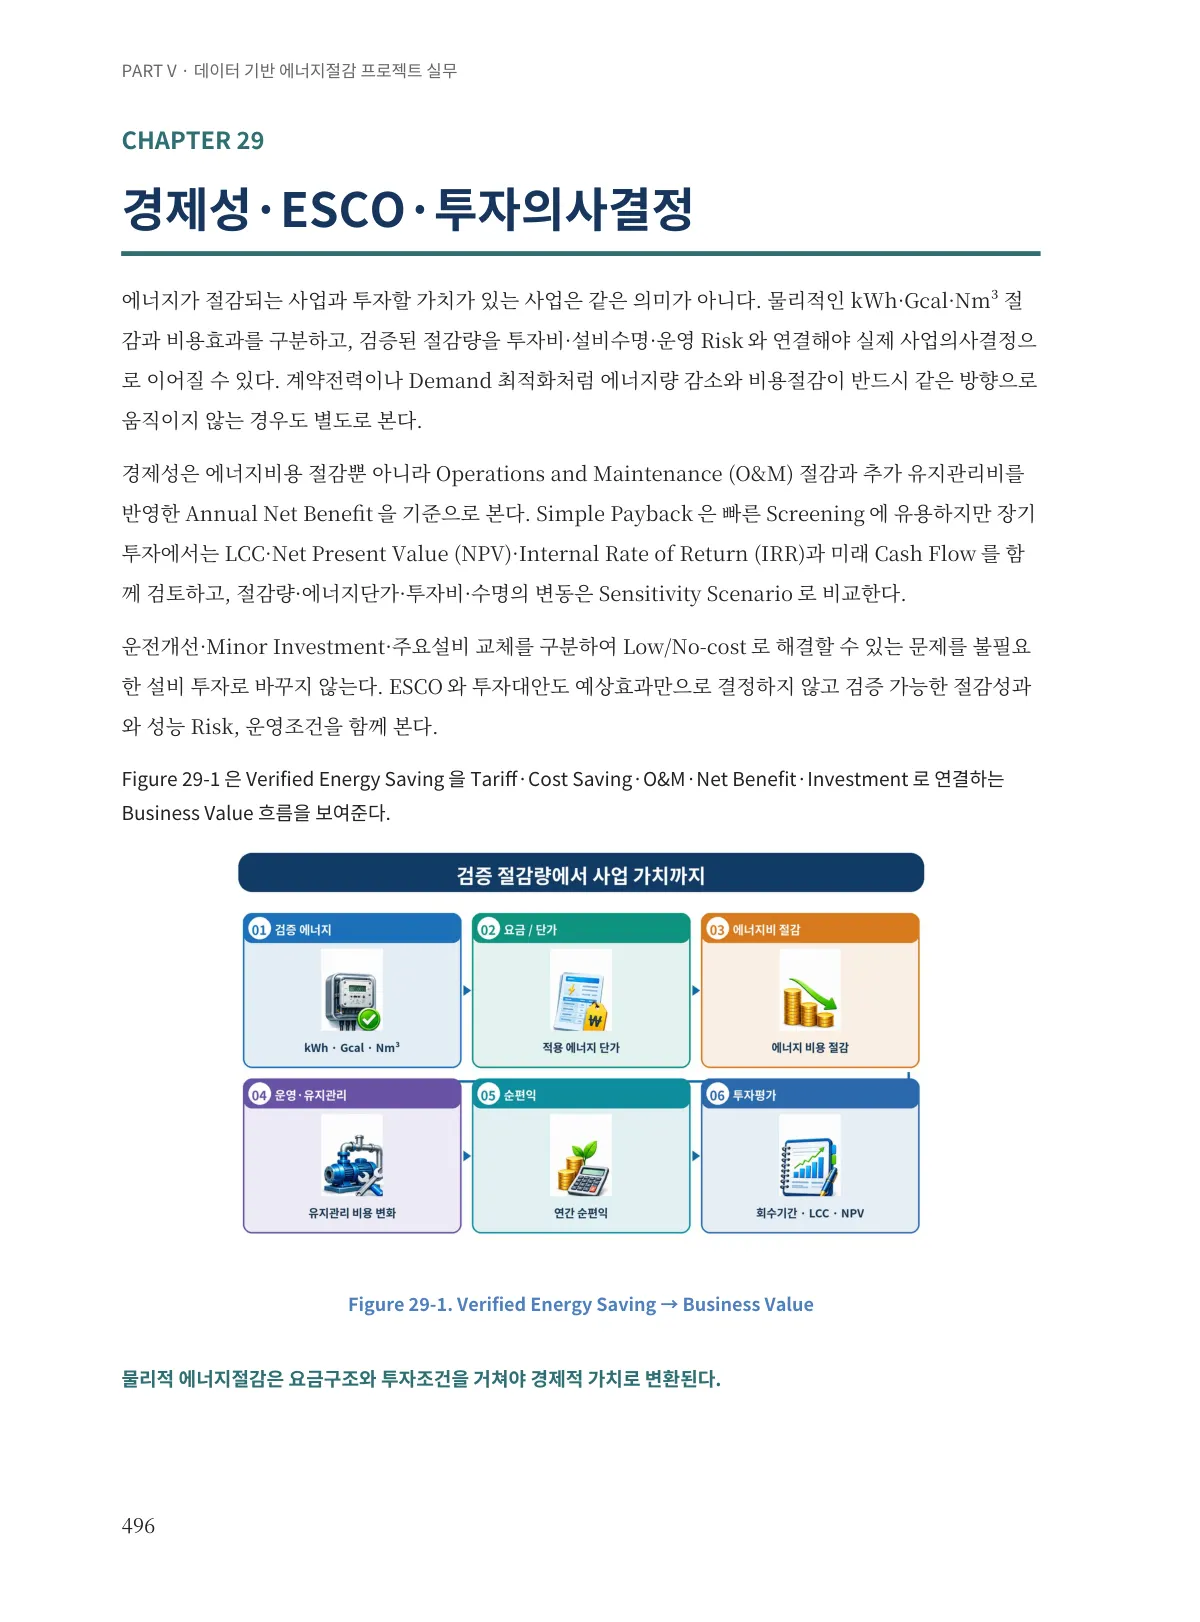 PART V · 데이터 기반 에너지절감 프로젝트 실무
CHAPTER 29
경제성·ESCO·투자의사결정
에너지가 절감되는 사업과 투자할 가치가 있는 사업은 같은 의미가 아니다. 물리적인 kWh·Gcal·Nm³ 절
감과 비용효과를 구분하고, 검증된 절감량을 투자비·설비수명·운영 Risk 와 연결해야 실제 사업의사결정으
로 이어질 수 있다. 계약전력이나 Demand 최적화처럼 에너지량 감소와 비용절감이 반드시 같은 방향으로
움직이지 않는 경우도 별도로 본다.
경제성은 에너지비용 절감뿐 아니라 Operations and Maintenance (O&M) 절감과 추가 유지관리비를
반영한 Annual Net Benefit 을 기준으로 본다. Simple Payback 은 빠른 Screening 에 유용하지만 장기
투자에서는 LCC·Net Present Value (NPV)·Internal Rate of Return (IRR)과 미래 Cash Flow 를 함
께 검토하고, 절감량·에너지단가·투자비·수명의 변동은 Sensitivity Scenario 로 비교한다.
운전개선·Minor Investment·주요설비 교체를 구분하여 Low/No-cost 로 해결할 수 있는 문제를 불필요
한 설비 투자로 바꾸지 않는다. ESCO 와 투자대안도 예상효과만으로 결정하지 않고 검증 가능한 절감성과
와 성능 Risk, 운영조건을 함께 본다.
Figure 29-1 은 Verified Energy Saving 을 Tariff·Cost Saving·O&M·Net Benefit·Investment 로 연결하는
Business Value 흐름을 보여준다.
검증 절감량에서 사업 가치까지
01 검증 에너지
kWh · Gcal · Nm³
02 요금 / 단가
₩
적용 에너지 단가
03 에너지비 절감
에너지 비용 절감
04 운영·유지관리
유지관리 비용 변화
05 순편익
연간 순편익
06 투자평가
회수기간 · LCC · NPV
Figure 29-1. Verified Energy Saving → Business Value
물리적 에너지절감은 요금구조와 투자조건을 거쳐야 경제적 가치로 변환된다.
496